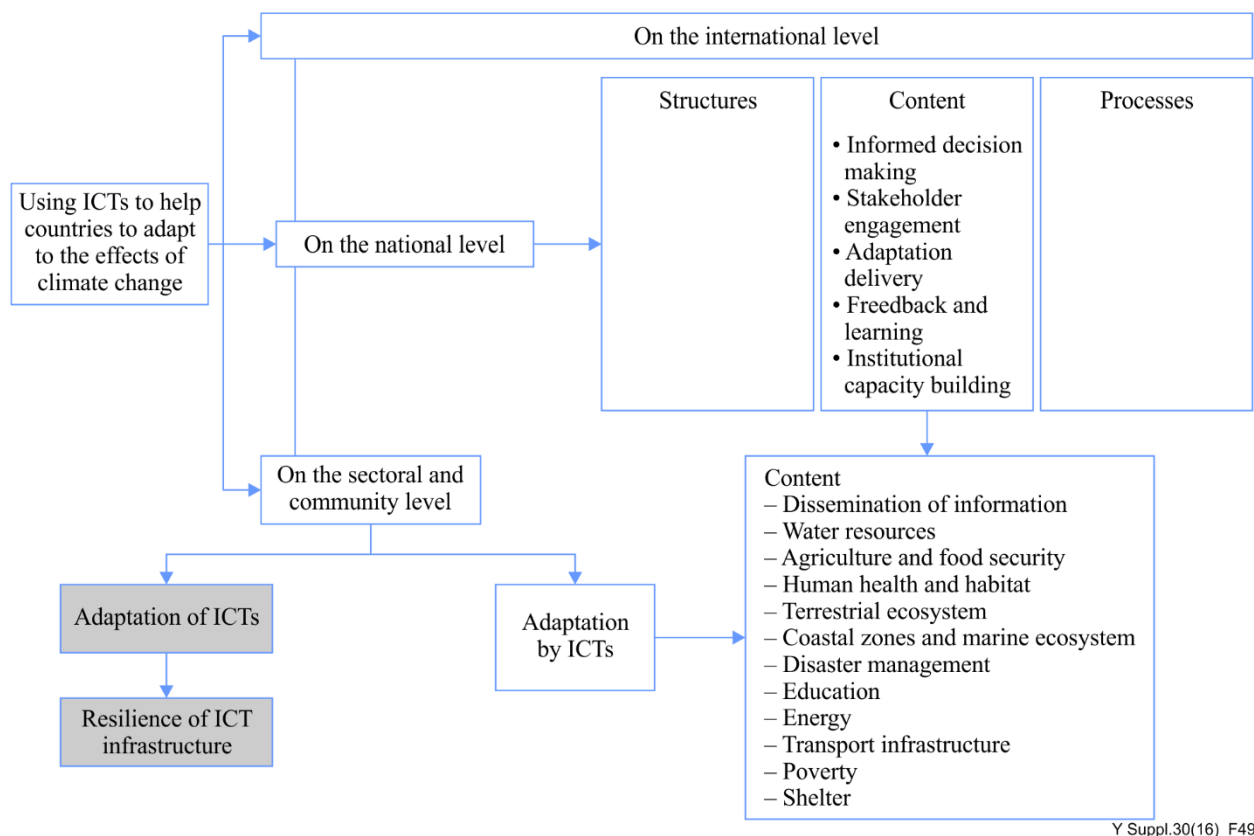 On the international level
Structures
Content
Processes
• Informed decision
making
• Stakeholder
engagement
• Adaptation
delivery
• Freedback and
learning
• Institutional
capacity building
Using ICTs to help
countries to adapt
to the effects of
climate change
On the national level
On the sectoral and
community level
Adaptation of ICTs
Resilience of ICT
infrastructure
Adaptation
by ICTs
Content
– Dissemination of information
– Water resources
– Agriculture and food security
– Human health and habitat
– Terrestrial ecosystem
– Coastal zones and marine ecosystem
– Disaster management
– Education
– Energy
– Transport infrastructure
– Poverty
– Shelter
Y Suppl.30(16)_F49